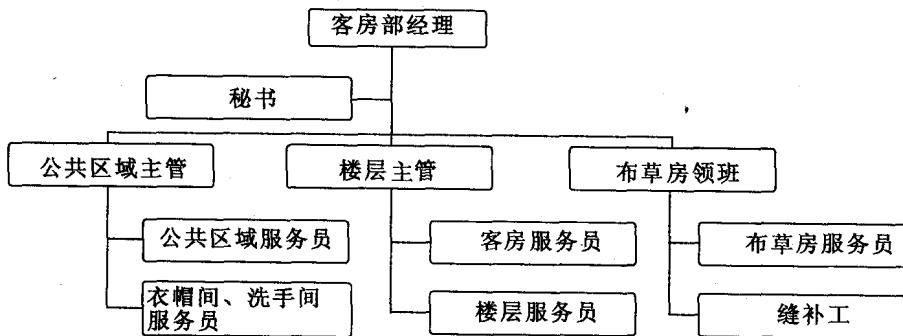 客房部经理
秘书
公共区域主管
楼层主管
布草房领班
公共区域服务员
客房服务员
布草房服务员
衣帽间、洗手间
服务员
楼层服务员
缝补工